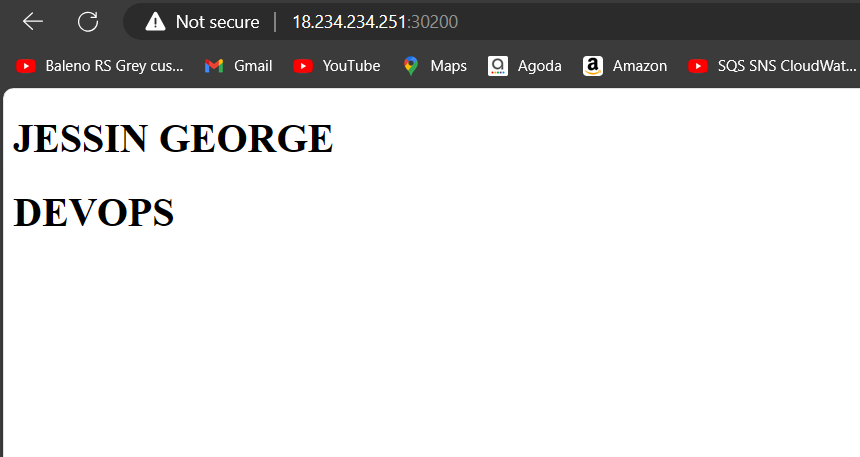 Not secure 18.234.234.251:30200
Baleno RS Grey cus... Gmail YouTube Maps Agoda Amazon SQS SNS CloudWat...
JESSIN GEORGE
DEVOPS